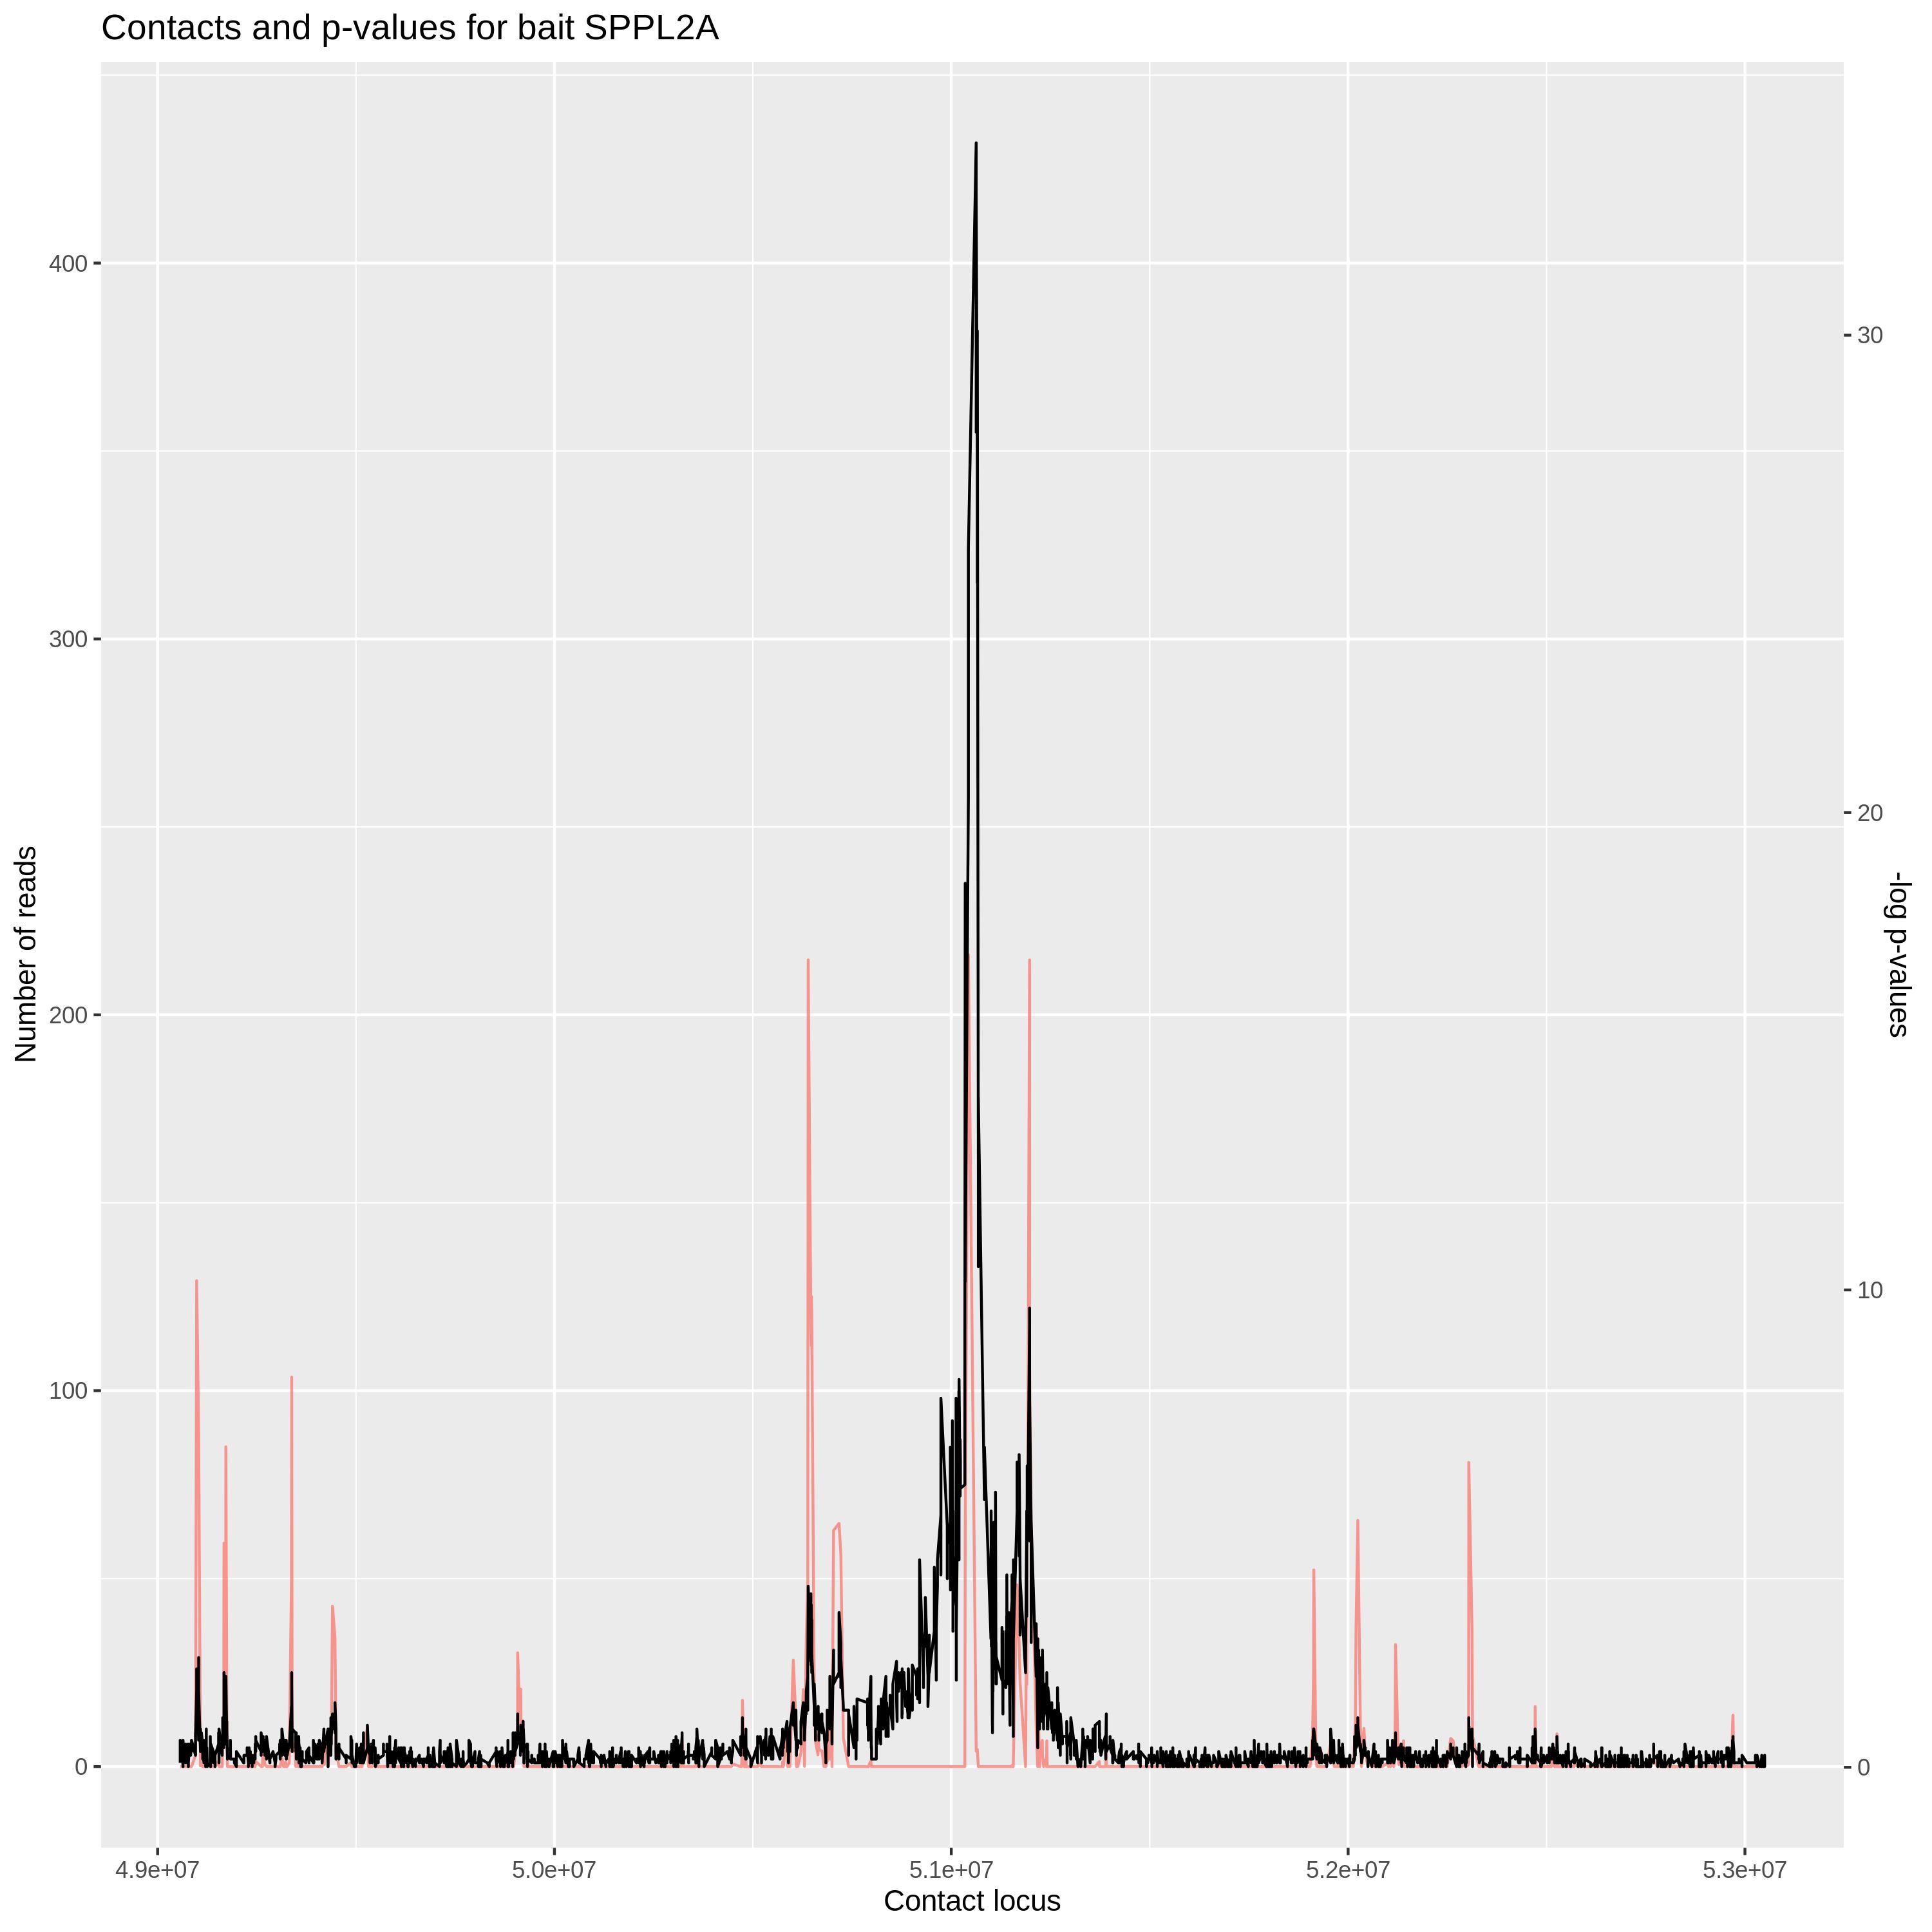 Contacts and p-values for bait SPPL2A
400
300
200
100
0
Number of reads
30
20
10
0
-log p-values
4.9e+07
5.0e+07
5.1e+07
5.2e+07
5.3e+07
Contact locus